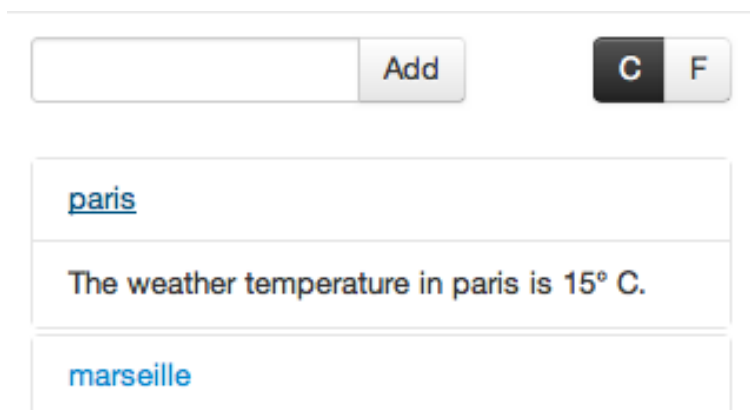 Add C F
paris
The weather temperature in paris is 15° C.
marseille